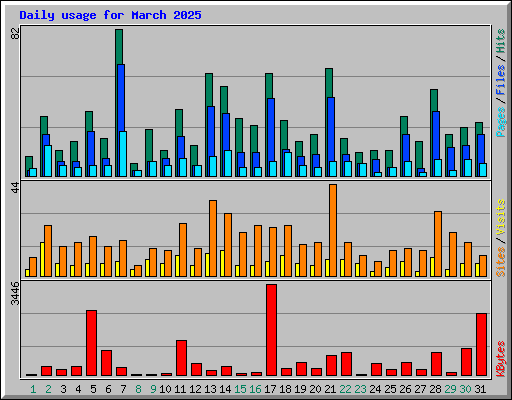 Daily usage for March 2025
82
Pages / Files / Hits
44
Sites / Visits
3446
KBytes
1 2 3 4 5 6 7 8 9 10 11 12 13 14 15 16 17 18 19 20 21 22 23 24 25 26 27 28 29 30 31